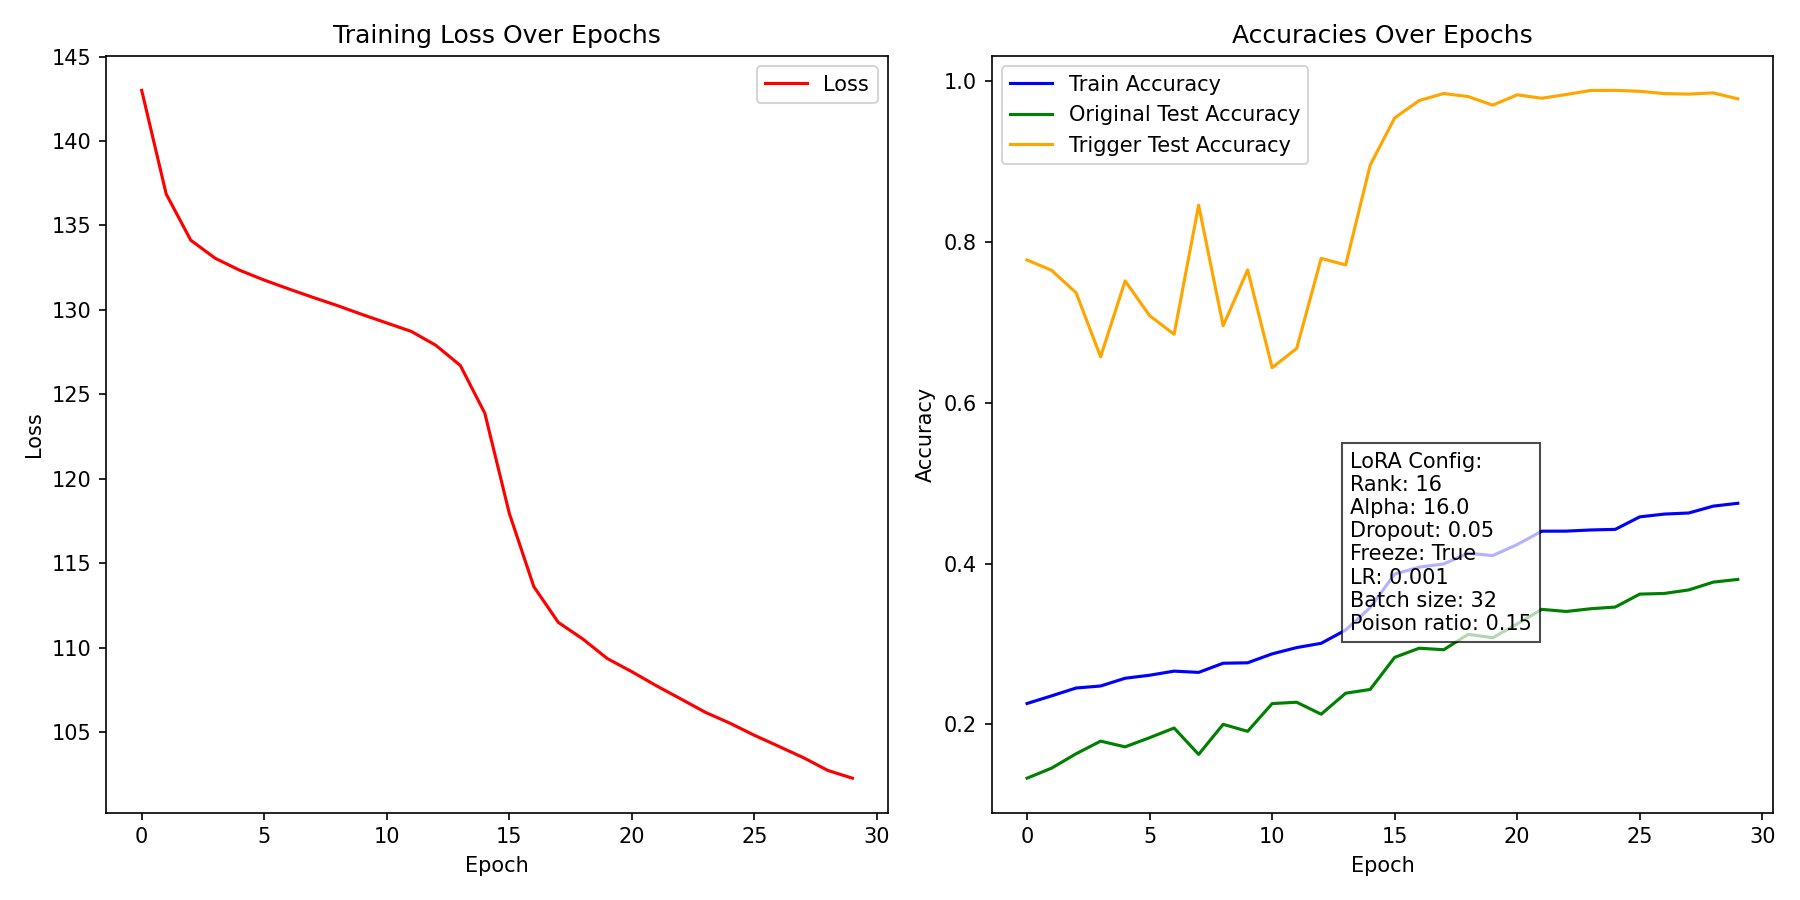 Training Loss Over Epochs
Loss
145
140
135
130
125
120
115
110
105
Loss
0
5
10
15
20
25
30
Epoch
Accuracies Over Epochs
Train Accuracy
Original Test Accuracy
Trigger Test Accuracy
1.0
0.8
0.6
0.4
0.2
Accuracy
LoRA Config:
Rank: 16
Alpha: 16.0
Dropout: 0.05
Freeze: True
LR: 0.001
Batch size: 32
Poison ratio: 0.15
0
5
10
15
20
25
30
Epoch